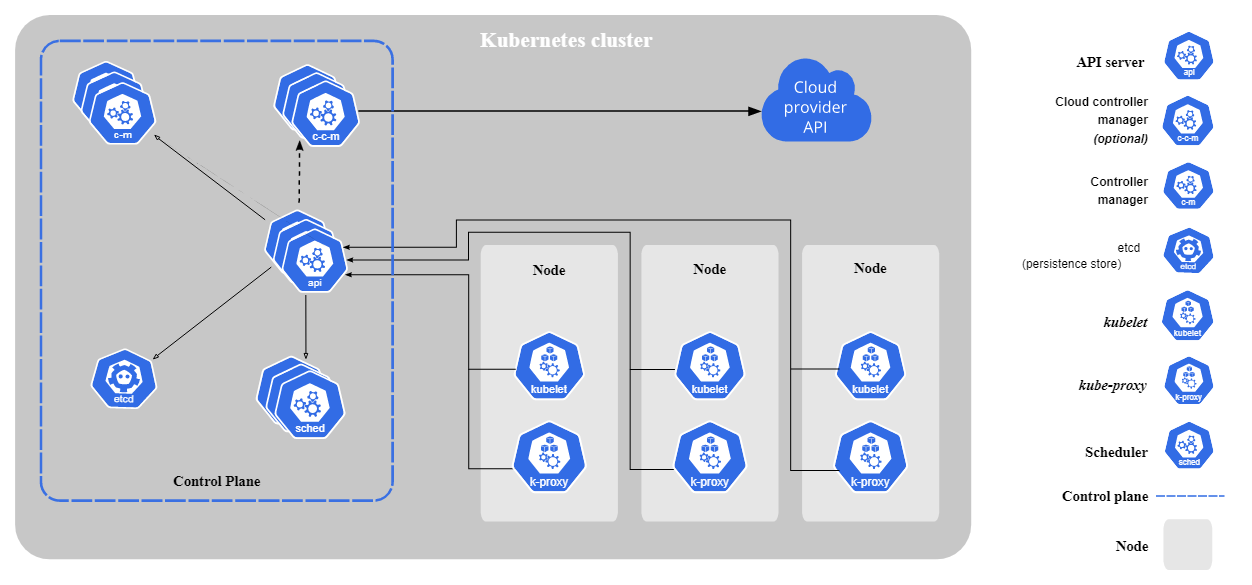 Kubernetes cluster
c-m
c-c-m
Cloud
provider
API
api
etcd
sched
Control Plane
Node
kubelet
k-proxy
Node
kubelet
k-proxy
Node
kubelet
k-proxy
API server
api
Cloud controller
manager
(optional)
c-c-m
Controller
manager
c-m
etcd
(persistence store)
etcd
kubelet
kubelet
kube-proxy
k-proxy
Scheduler
sched
Control plane
Node